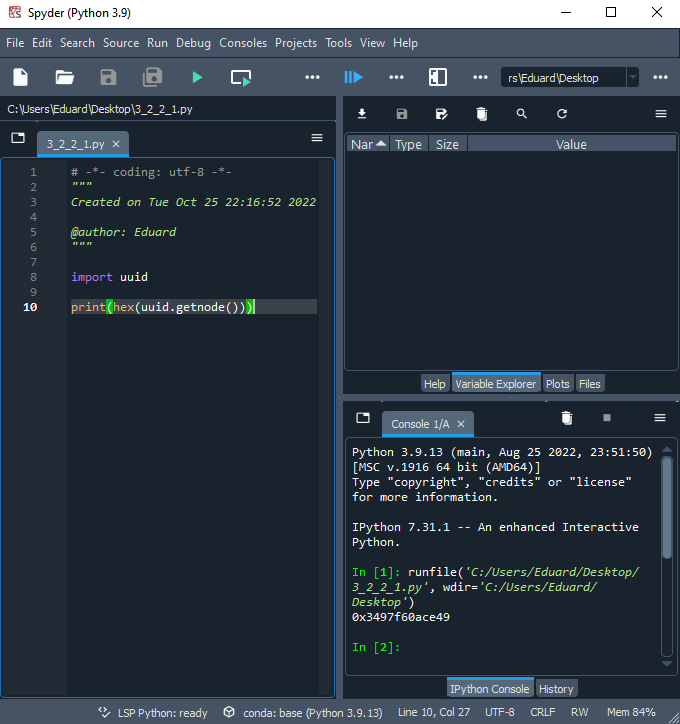 Spyder (Python 3.9)
File Edit Search Source Run Debug Consoles Projects Tools View Help
rs\Eduard\Desktop
C:\Users\Eduard\Desktop\3_2_2_1.py
3_2_2_1.py
1 # -*- coding: utf-8 -*-
2 """
3 Created on Tue Oct 25 22:16:52 2022
4
5 @author: Eduard
6 """
7
8 import uuid
9
10 print(hex(uuid.getnode()))
Nar Type Size Value
Help Variable Explorer Plots Files
Console 1/A
Python 3.9.13 (main, Aug 25 2022, 23:51:50)
[MSC v.1916 64 bit (AMD64)]
Type "copyright", "credits" or "license"
for more information.
IPython 7.31.1 -- An enhanced Interactive
Python.
In [1]: runfile('C:/Users/Eduard/Desktop/
3_2_2_1.py', wdir='C:/Users/Eduard/
Desktop')
0x3497f60ace49
In [2]:
IPython Console History
LSP Python: ready conda: base (Python 3.9.13) Line 10, Col 27 UTF-8 CRLF RW Mem 84%